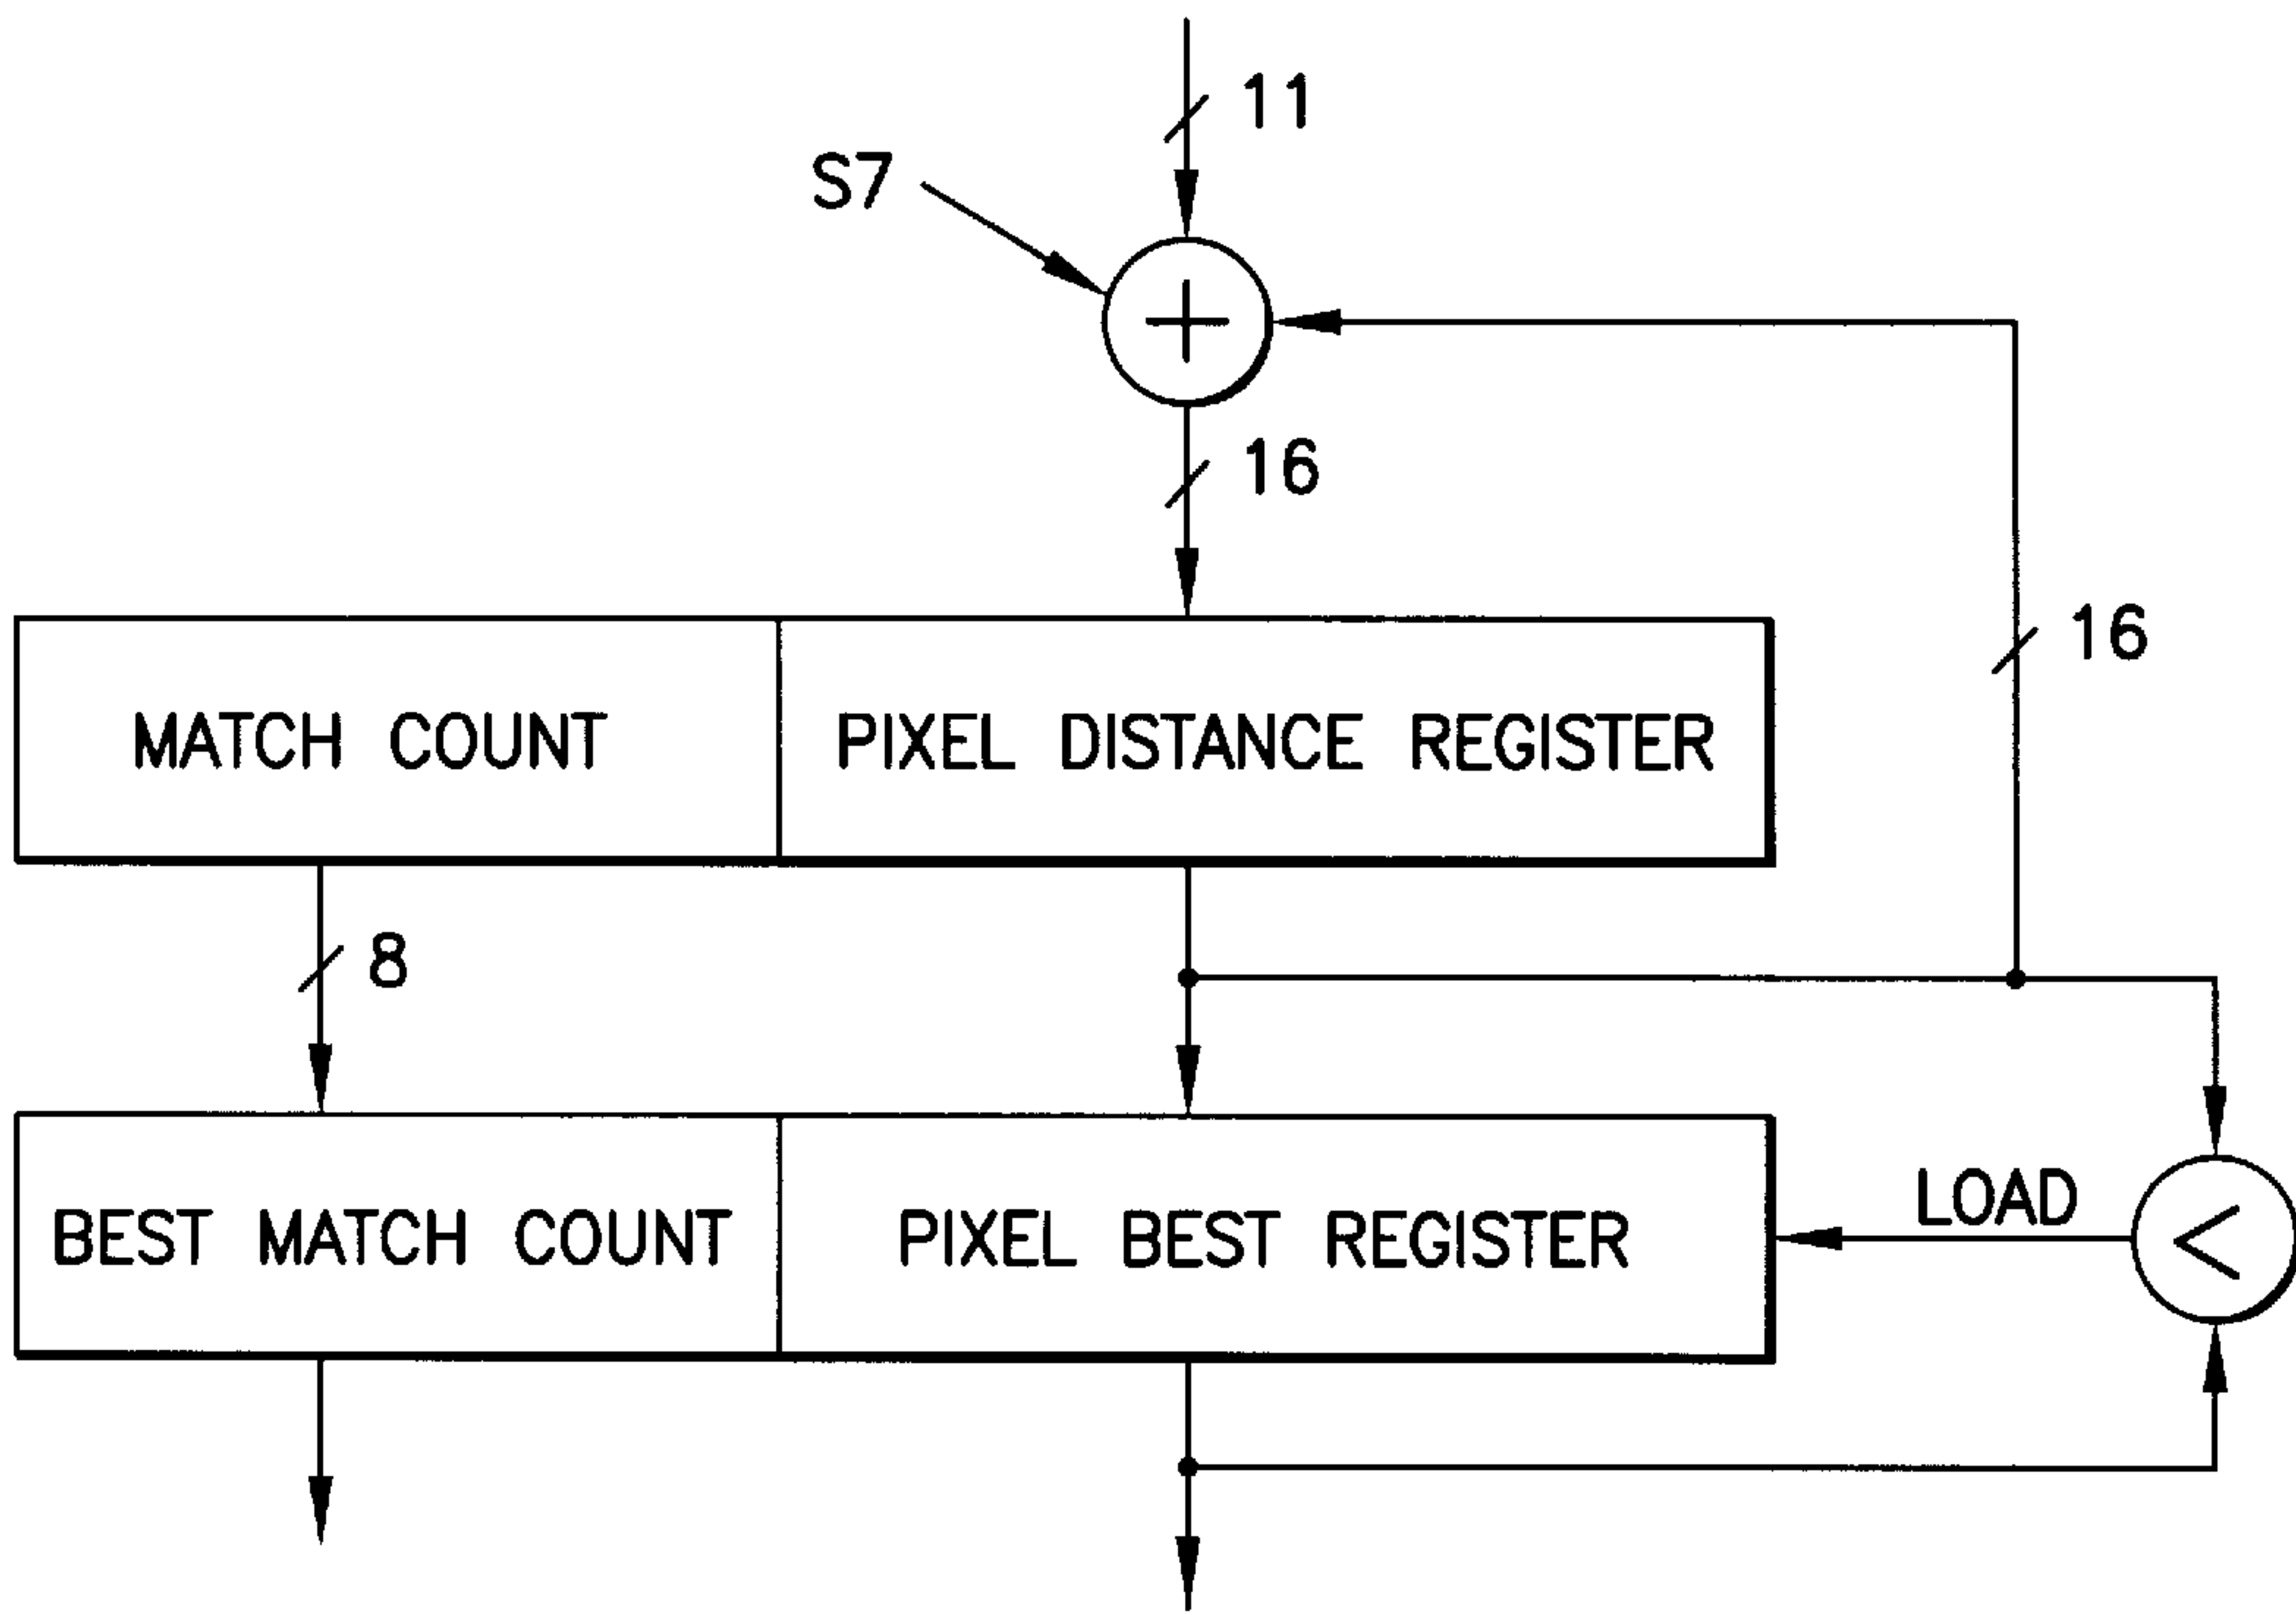 11
S7
+
16
16
MATCH COUNT
PIXEL DISTANCE REGISTER
8
LOAD
<
BEST MATCH COUNT
PIXEL BEST REGISTER